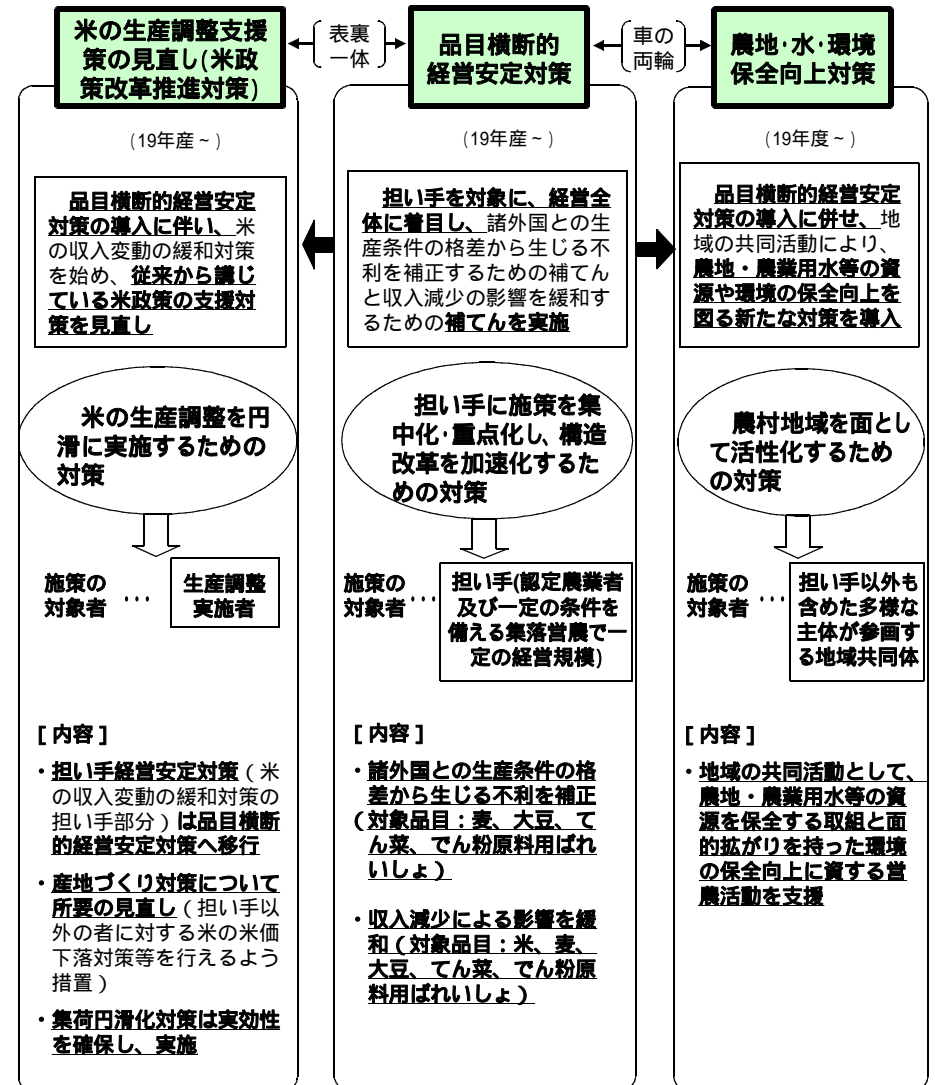 米の生産調整支援
策の見直し(米政
策改革推進対策)
表裏
一体
品目横断的
経営安定対策
車の
両輪
農地・水・環境
保全向上対策
(19年産～)
品目横断的経営安定
対策の導入に伴い、米
の収入変動の緩和対策
を始め、従来から講じ
ている米政策の支援対
策を見直し
米の生産調整を円
滑に実施するための
対策
施策の
対象者
…
生産調整
実施者
[内容]
・担い手経営安定対策(米
の収入変動の緩和対策の
担い手部分)は品目横断
的経営安定対策へ移行
・産地づくり対策について
所要の見直し(担い手以
外の者に対する米の米価
下落対策等を行えるよう
措置)
・集荷円滑化対策は実効性
を確保し、実施
(19年産～)
担い手を対象に、経営全
体に着目し、諸外国との生
産条件の格差から生じる不
利を補正するための補てん
と収入減少の影響を緩和す
るための補てんを実施
担い手に施策を集
中化・重点化し、構造
改革を加速化するた
めの対策
施策の
対象者
…
担い手(認定農業者
及び一定の条件を
備える集落営農で一
定の経営規模)
[内容]
・諸外国との生産条件の格
差から生じる不利を補正
(対象品目：麦、大豆、て
ん菜、でん粉原料用ばれ
いしょ)
・収入減少による影響を緩
和(対象品目：米、麦、
大豆、てん菜、でん粉原
料用ばれいしょ)
(19年度～)
品目横断的経営安定
対策の導入に併せ、地
域の共同活動により、
農地・農業用水等の資
源や環境の保全向上を
図る新たな対策を導入
農村地域を面とし
て活性化するため
の対策
施策の
対象者
…
担い手以外も
含めた多様な
主体が参画す
る地域共同体
[内容]
・地域の共同活動として、
農地・農業用水等の資
源を保全する取組と面
的拡がりを持った環境
の保全向上に資する営
農活動を支援